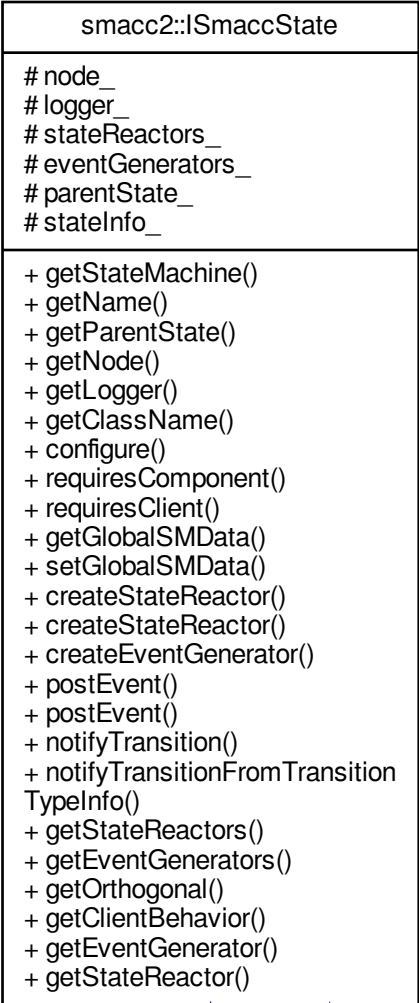 smacc2::ISmaccState
# node_
# logger_
# stateReactors_
# eventGenerators_
# parentState_
# stateInfo_
+ getStateMachine()
+ getName()
+ getParentState()
+ getNode()
+ getLogger()
+ getClassName()
+ configure()
+ requiresComponent()
+ requiresClient()
+ getGlobalSMData()
+ setGlobalSMData()
+ createStateReactor()
+ createStateReactor()
+ createEventGenerator()
+ postEvent()
+ postEvent()
+ notifyTransition()
+ notifyTransitionFromTransition
TypeInfo()
+ getStateReactors()
+ getEventGenerators()
+ getOrthogonal()
+ getClientBehavior()
+ getEventGenerator()
+ getStateReactor()